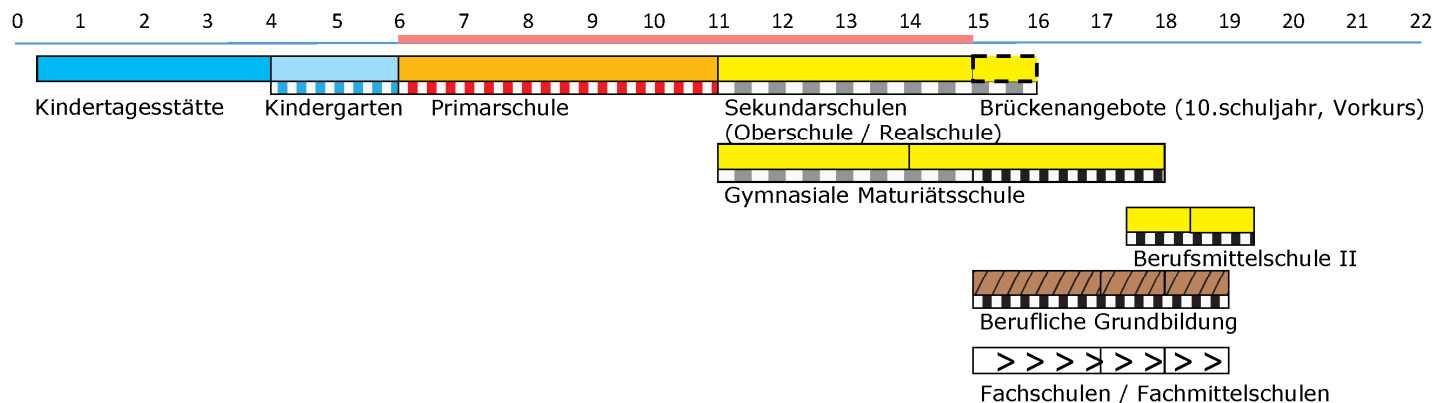 0 1 2 3 4 5 6 7 8 9 10 11 12 13 14 15 16 17 18 19 20 21 22
Kindertagesstätte Kindergarten Primarschule Sekundarschulen Brückenangebote (10.schuljahr, Vorkurs)
(Oberschule / Realschule)
Gymnasiale Maturiätsschule
Berufsmittelschule II
Berufliche Grundbildung
> > > > > > > >
Fachschulen / Fachmittelschulen